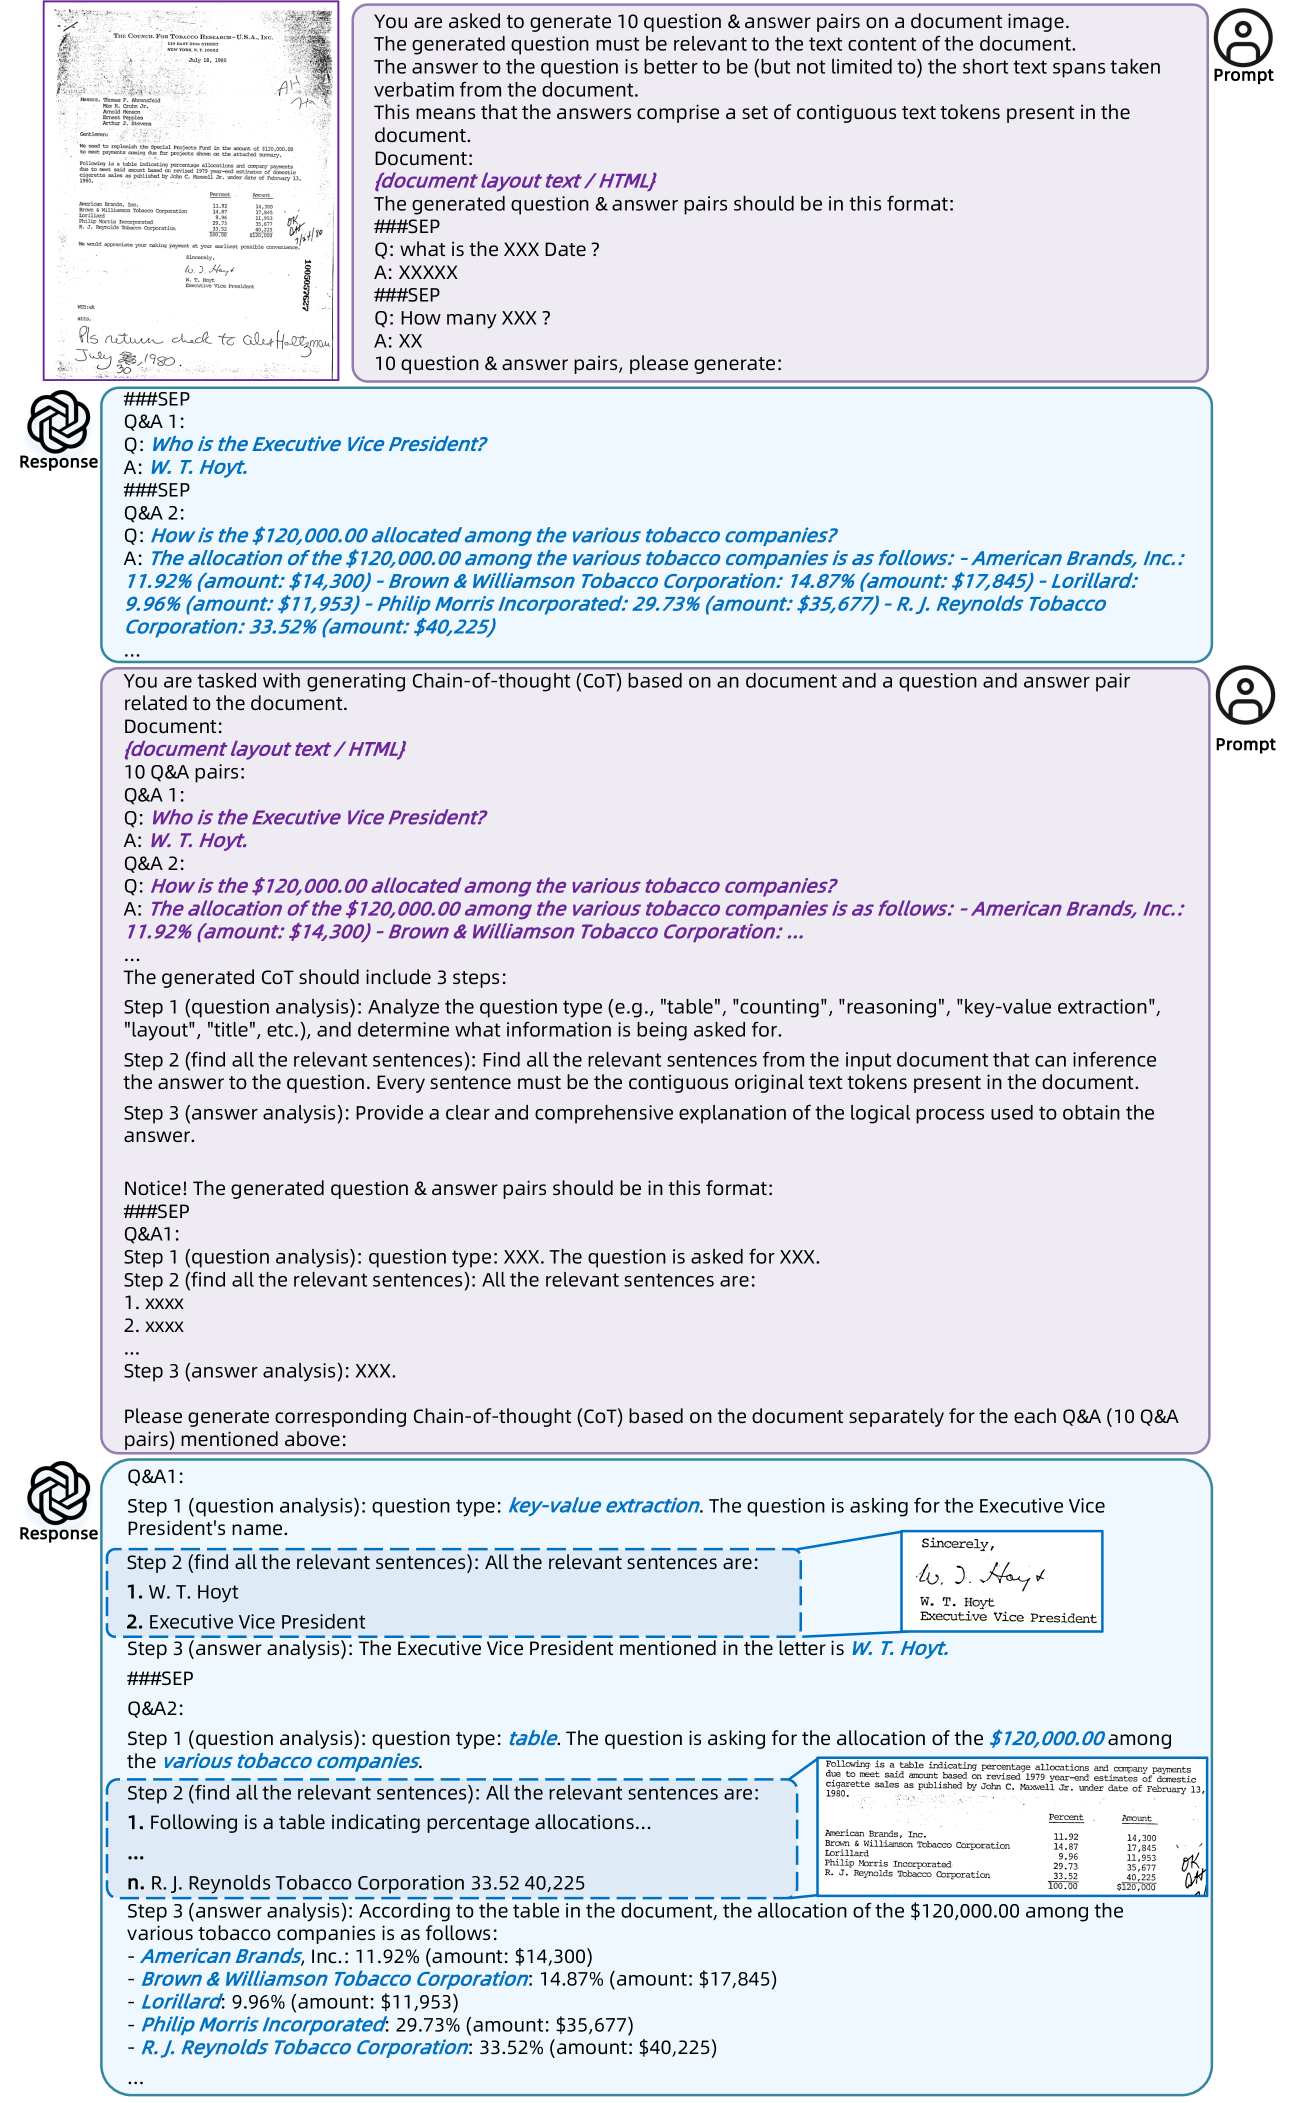 THE COUNCIL FOR TOBACCO RESEARCH—U.S.A., INC.
110 EAST 59TH STREET
NEW YORK, N. Y. 10022
July 18, 1980
AH
Messrs. Thomas F. Ahrensfeld
Max H. Crohn Jr.
Arnold Henson
Ernest Pepples
Arthur J. Stevens
Gentlemen:
We need to replenish the Special Projects Fund in the amount of $120,000.00
to meet payments coming due for projects shown on the attached summary.
Following is a table indicating percentage allocations and company payments
due to meet said amount based on revised 1979 year-end estimates of domestic
cigarette sales as published by John C. Maxwell Jr. under date of February 13,
1980.
Percent Amount
American Brands, Inc. 11.92 14,300
Brown & Williamson Tobacco Corporation 14.87 17,845
Lorillard 9.96 11,953
Philip Morris Incorporated 29.73 35,677
R. J. Reynolds Tobacco Corporation 33.52 40,225
100.00 $120,000
OK
7/24/80
We would appreciate your making payment at your earliest possible convenience.
Sincerely,
W. T. Hoyt
W. T. Hoyt
Executive Vice President
1005057627
WTH:uk
Atts.
Pls return check to Alex Holtzman
July 30, 1980.
You are asked to generate 10 question & answer pairs on a document image.
The generated question must be relevant to the text content of the document.
The answer to the question is better to be (but not limited to) the short text spans taken
verbatim from the document.
This means that the answers comprise a set of contiguous text tokens present in the
document.
Document:
{document layout text / HTML}
The generated question & answer pairs should be in this format:
###SEP
Q: what is the XXX Date ?
A: XXXXX
###SEP
Q: How many XXX ?
A: XX
10 question & answer pairs, please generate:
Prompt
Response
###SEP
Q&A 1:
Q: Who is the Executive Vice President?
A: W. T. Hoyt.
###SEP
Q&A 2:
Q: How is the $120,000.00 allocated among the various tobacco companies?
A: The allocation of the $120,000.00 among the various tobacco companies is as follows: - American Brands, Inc.:
11.92% (amount: $14,300) - Brown & Williamson Tobacco Corporation: 14.87% (amount: $17,845) - Lorillard:
9.96% (amount: $11,953) - Philip Morris Incorporated: 29.73% (amount: $35,677) - R. J. Reynolds Tobacco
Corporation: 33.52% (amount: $40,225)
...
You are tasked with generating Chain-of-thought (CoT) based on an document and a question and answer pair
related to the document.
Document:
{document layout text / HTML}
10 Q&A pairs:
Q&A 1:
Q: Who is the Executive Vice President?
A: W. T. Hoyt.
Q&A 2:
Q: How is the $120,000.00 allocated among the various tobacco companies?
A: The allocation of the $120,000.00 among the various tobacco companies is as follows: - American Brands, Inc.:
11.92% (amount: $14,300) - Brown & Williamson Tobacco Corporation: ...
...
The generated CoT should include 3 steps:
Step 1 (question analysis): Analyze the question type (e.g., "table", "counting", "reasoning", "key-value extraction",
"layout", "title", etc.), and determine what information is being asked for.
Step 2 (find all the relevant sentences): Find all the relevant sentences from the input document that can inference
the answer to the question. Every sentence must be the contiguous original text tokens present in the document.
Step 3 (answer analysis): Provide a clear and comprehensive explanation of the logical process used to obtain the
answer.
Notice! The generated question & answer pairs should be in this format:
###SEP
Q&A1:
Step 1 (question analysis): question type: XXX. The question is asked for XXX.
Step 2 (find all the relevant sentences): All the relevant sentences are:
1. xxxx
2. xxxx
...
Step 3 (answer analysis): XXX.
Please generate corresponding Chain-of-thought (CoT) based on the document separately for the each Q&A (10 Q&A
pairs) mentioned above:
Prompt
Response
Q&A1:
Step 1 (question analysis): question type: key-value extraction. The question is asking for the Executive Vice
President's name.
Step 2 (find all the relevant sentences): All the relevant sentences are:
1. W. T. Hoyt
2. Executive Vice President
Sincerely,
W. T. Hoyt
W. T. Hoyt
Executive Vice President
Step 3 (answer analysis): The Executive Vice President mentioned in the letter is W. T. Hoyt.
###SEP
Q&A2:
Step 1 (question analysis): question type: table. The question is asking for the allocation of the $120,000.00 among
the various tobacco companies.
Step 2 (find all the relevant sentences): All the relevant sentences are:
1. Following is a table indicating percentage allocations...
...
n. R. J. Reynolds Tobacco Corporation 33.52 40,225
Following is a table indicating percentage allocations and company payments
due to meet said amount based on revised 1979 year-end estimates of domestic
cigarette sales as published by John C. Maxwell Jr. under date of February 13,
1980.
Percent Amount
American Brands, Inc. 11.92 14,300
Brown & Williamson Tobacco Corporation 14.87 17,845
Lorillard 9.96 11,953
Philip Morris Incorporated 29.73 35,677
R. J. Reynolds Tobacco Corporation 33.52 40,225
100.00 $120,000
OK
Step 3 (answer analysis): According to the table in the document, the allocation of the $120,000.00 among the
various tobacco companies is as follows:
- American Brands, Inc.: 11.92% (amount: $14,300)
- Brown & Williamson Tobacco Corporation: 14.87% (amount: $17,845)
- Lorillard: 9.96% (amount: $11,953)
- Philip Morris Incorporated: 29.73% (amount: $35,677)
- R. J. Reynolds Tobacco Corporation: 33.52% (amount: $40,225)
...